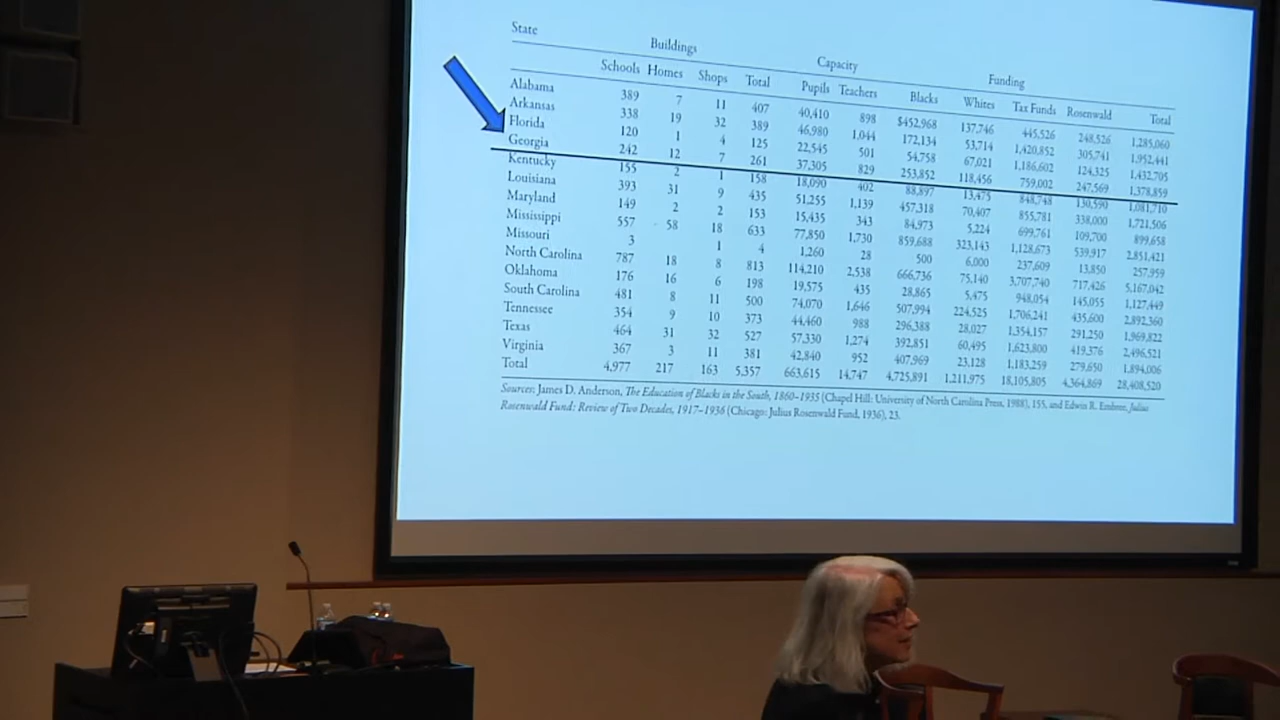 State
Buildings Capacity Funding
Schools Homes Shops Total Pupils Teachers Blacks Whites Tax Funds Rosenwald Total
Alabama 389 7 11 407 40,410 898 $452,968 137,746 445,526 248,526 1,285,060
Arkansas 338 19 32 389 46,980 1,044 172,134 53,714 1,420,852 305,741 1,952,441
Florida 120 1 4 125 22,545 501 54,758 67,021 1,186,602 124,325 1,432,705
Georgia 242 12 7 261 37,305 829 253,852 118,456 759,002 247,569 1,378,859
Kentucky 155 2 1 158 18,090 402 88,897 13,475 848,748 130,590 1,081,710
Louisiana 393 31 9 435 51,255 1,139 457,318 70,407 855,781 338,000 1,721,506
Maryland 149 2 2 153 15,435 343 84,973 5,224 699,761 109,700 899,658
Mississippi 557 58 18 633 77,850 1,730 859,688 323,143 1,128,673 539,917 2,851,421
Missouri 3 1 4 1,260 28 500 6,000 237,609 13,850 257,959
North Carolina 787 18 8 813 114,210 2,538 666,736 75,140 3,707,740 717,426 5,167,042
Oklahoma 176 16 6 198 19,575 435 28,865 5,475 948,054 145,055 1,127,449
South Carolina 481 8 11 500 74,070 1,646 507,994 224,525 1,706,241 435,600 2,892,360
Tennessee 354 9 10 373 44,460 988 296,388 28,027 1,354,157 291,250 1,969,822
Texas 464 31 32 527 57,330 1,274 392,851 60,495 1,623,800 419,376 2,496,521
Virginia 367 3 11 381 42,840 952 407,969 23,128 1,183,259 279,650 1,894,006
Total 4,977 217 163 5,357 663,615 14,747 4,725,891 1,211,975 18,105,805 4,364,869 28,408,520
Sources: James D. Anderson, The Education of Blacks in the South, 1860–1935 (Chapel Hill: University of North Carolina Press, 1988), 155, and Edwin R. Embree, Julius
Rosenwald Fund: Review of Two Decades, 1917–1936 (Chicago: Julius Rosenwald Fund, 1936), 23.